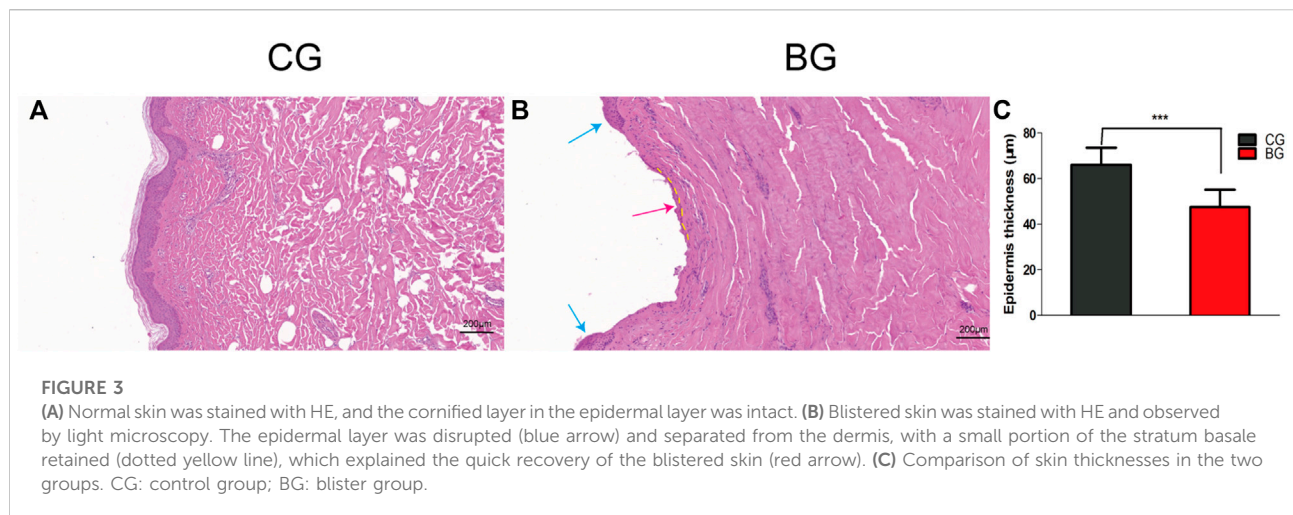 CG
BG
A
B
C
200μm
200μm
Epidermis thickness (μm)
80
60
40
20
0
***
CG
BG
FIGURE 3
(A) Normal skin was stained with HE, and the cornified layer in the epidermal layer was intact. (B) Blistered skin was stained with HE and observed
by light microscopy. The epidermal layer was disrupted (blue arrow) and separated from the dermis, with a small portion of the stratum basale
retained (dotted yellow line), which explained the quick recovery of the blistered skin (red arrow). (C) Comparison of skin thicknesses in the two
groups. CG: control group; BG: blister group.